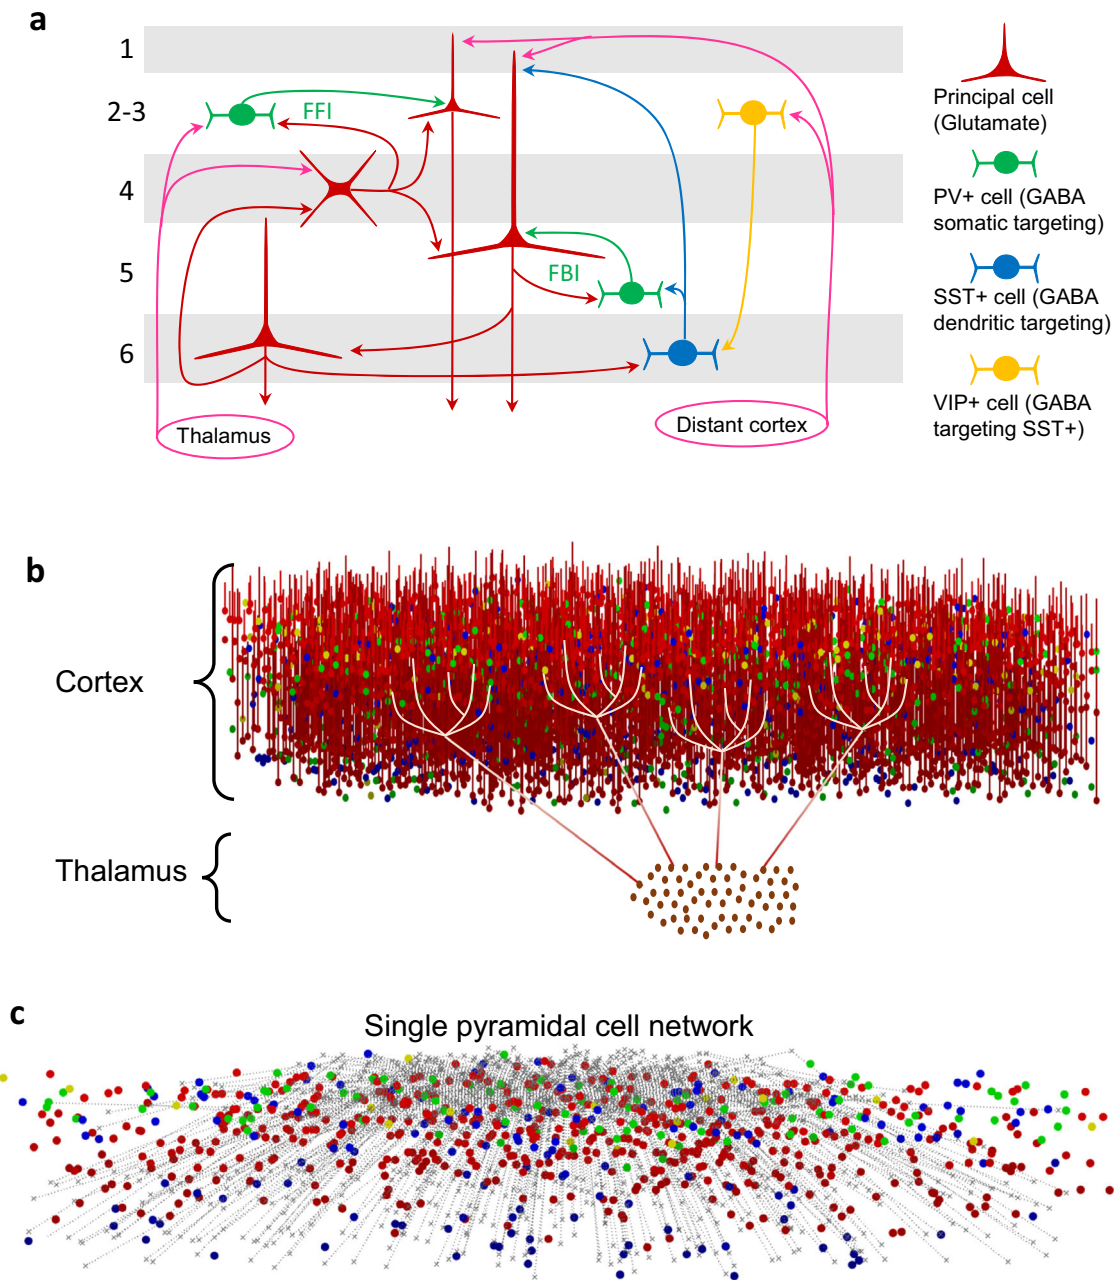 a
1
2-3
4
5
6
FFI
FBI
Thalamus
Distant cortex
Principal cell
(Glutamate)
PV+ cell (GABA
somatic targeting)
SST+ cell (GABA
dendritic targeting)
VIP+ cell (GABA
targeting SST+)
b
Cortex
Thalamus
c
Single pyramidal cell network